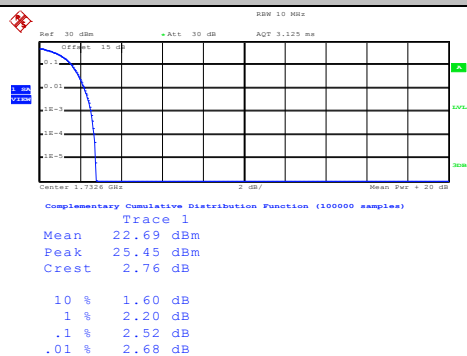 RBW 10 MHz
Ref 30 dBm * Att 30 dB AQT 3.125 ms
Offset 15 dB
0.1
0.01
1E-3
1E-4
1E-5
1 SA
VIEW
A
LVL
3DB
Center 1.7326 GHz 2 dB/ Mean Pwr + 20 dB
Complementary Cumulative Distribution Function (100000 samples)
Trace 1
Mean 22.69 dBm
Peak 25.45 dBm
Crest 2.76 dB
10 % 1.60 dB
1 % 2.20 dB
.1 % 2.52 dB
.01 % 2.68 dB